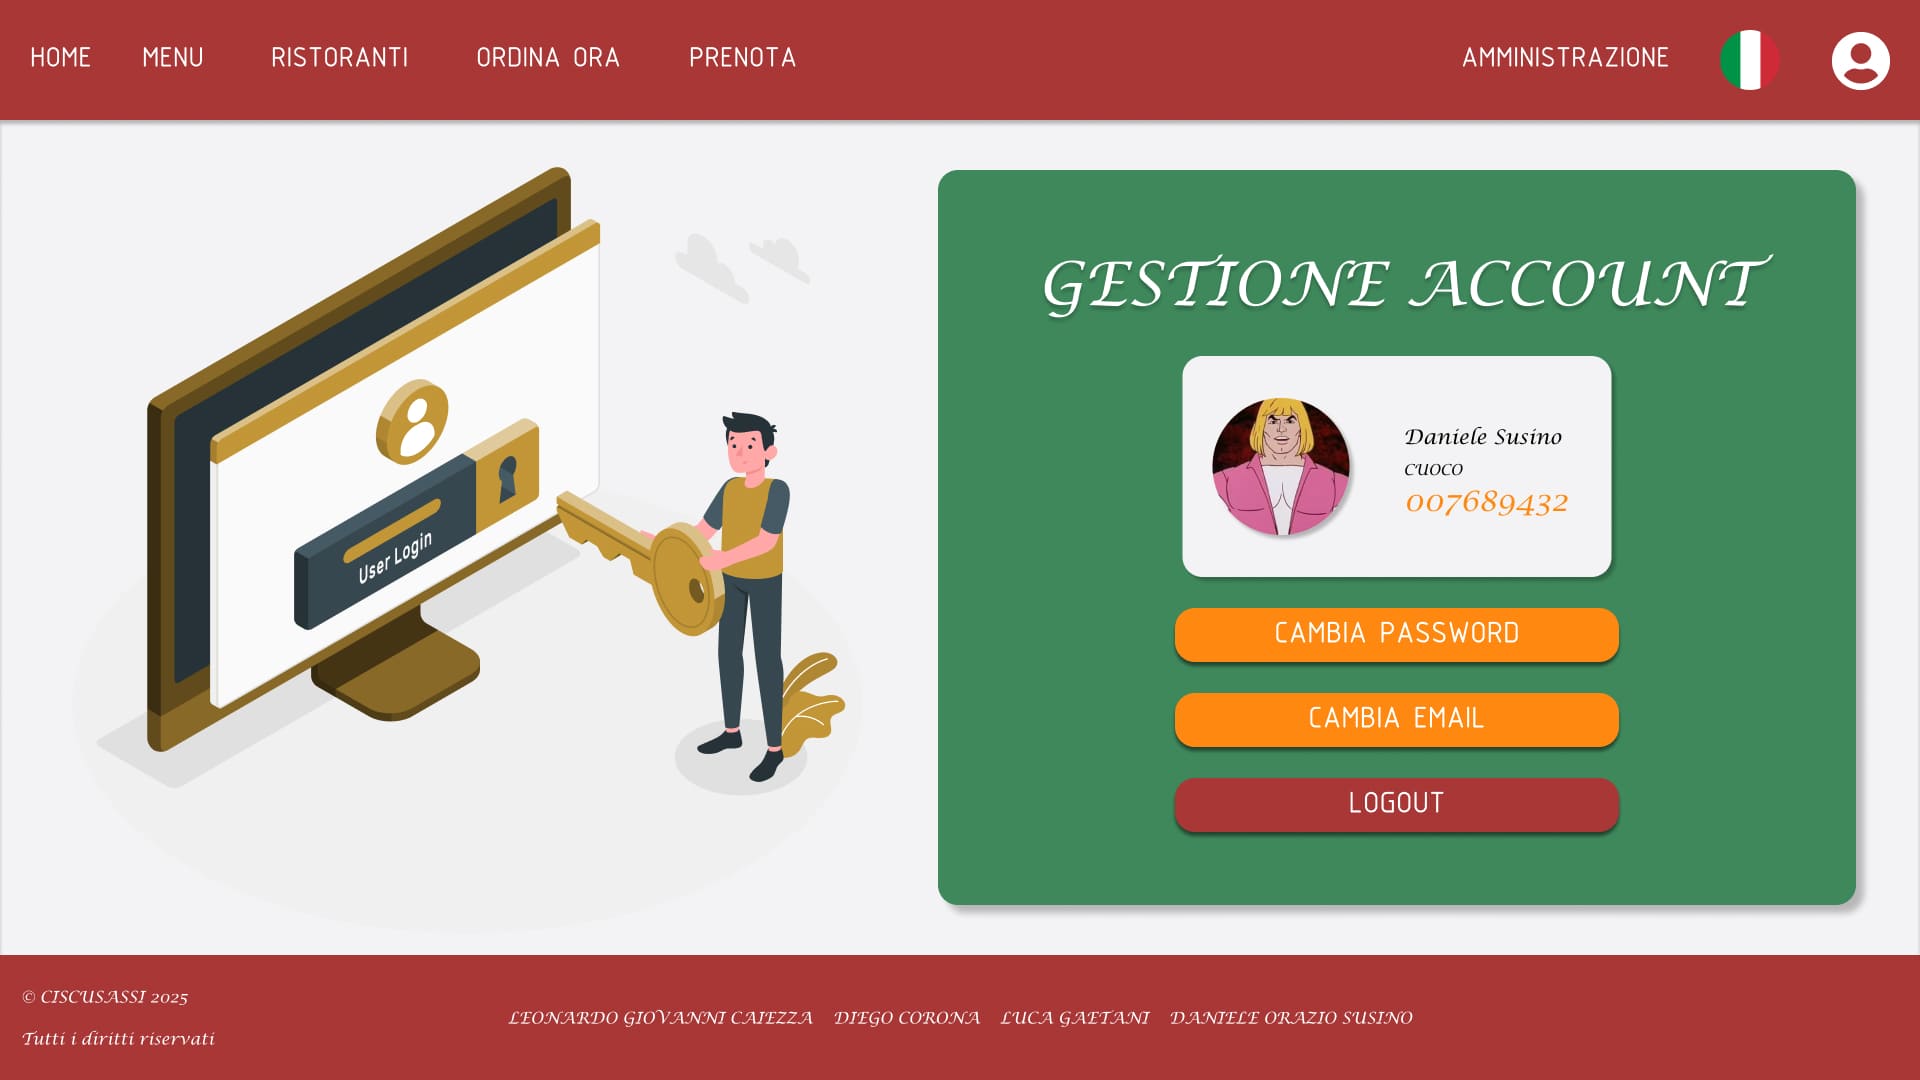 HOME MENU RISTORANTI ORDINA ORA PRENOTA AMMINISTRAZIONE
User Login
GESTIONE ACCOUNT
Daniele Susino
CUOCO
007689432
CAMBIA PASSWORD
CAMBIA EMAIL
LOGOUT
© CISCUSASSI 2025
Tutti i diritti riservati
LEONARDO GIOVANNI CAIEZZA DIEGO CORONA LUCA GAETANI DANIELE ORAZIO SUSINO